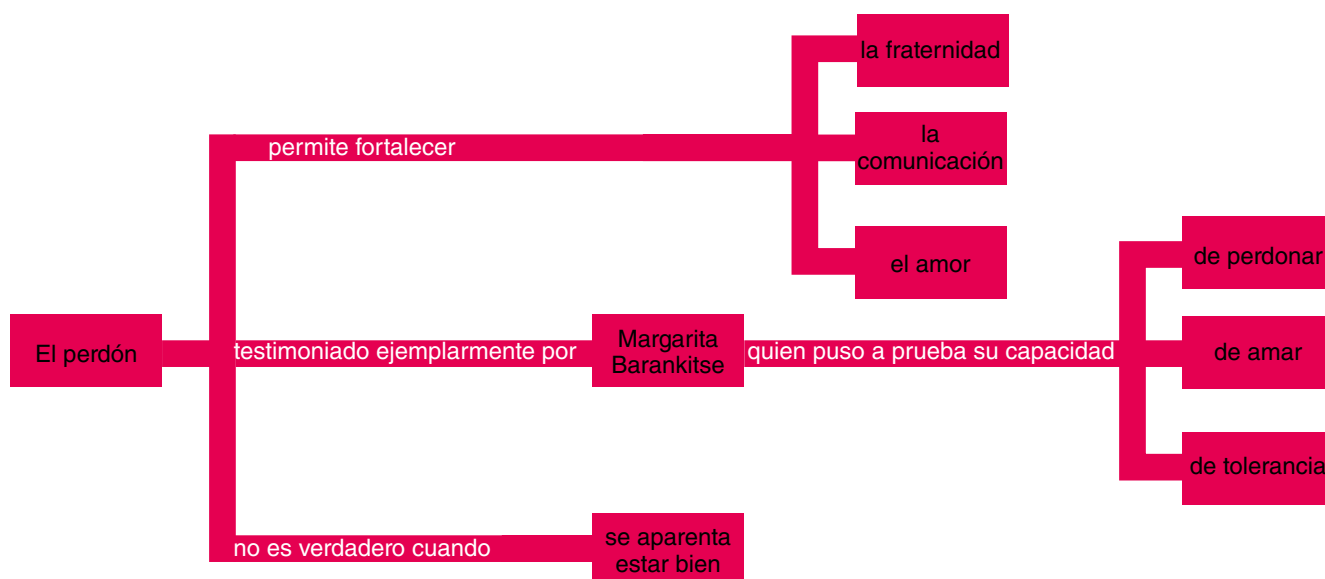 El perdón
permite fortalecer
la fraternidad
la
comunicación
el amor
testimoniado ejemplarmente por
Margarita
Barankitse
quien puso a prueba su capacidad
de perdonar
de amar
de tolerancia
no es verdadero cuando
se aparenta
estar bien